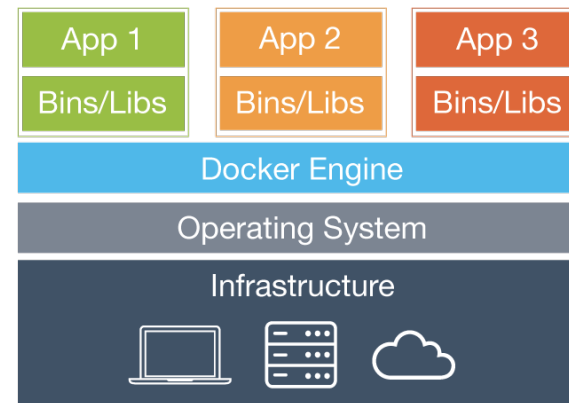 App 1
App 2
App 3
Bins/Libs
Bins/Libs
Bins/Libs
Docker Engine
Operating System
Infrastructure